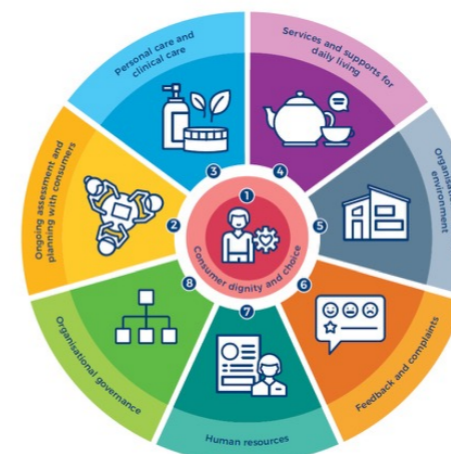 Personal care and
clinical care
Services and supports for
daily living
environment
Feedback and complaints
Human resources
Organisational governance
Ongoing assessment and
planning with consumers
1
Consumer dignity and choice
2
3
4
5
6
7
8